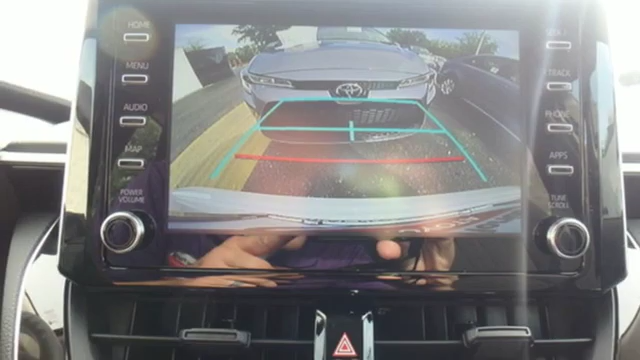 HOME
MENU
AUDIO
MAP
POWER
VOLUME
TRACK
PHONE
APPS
TUNE
SCROLL